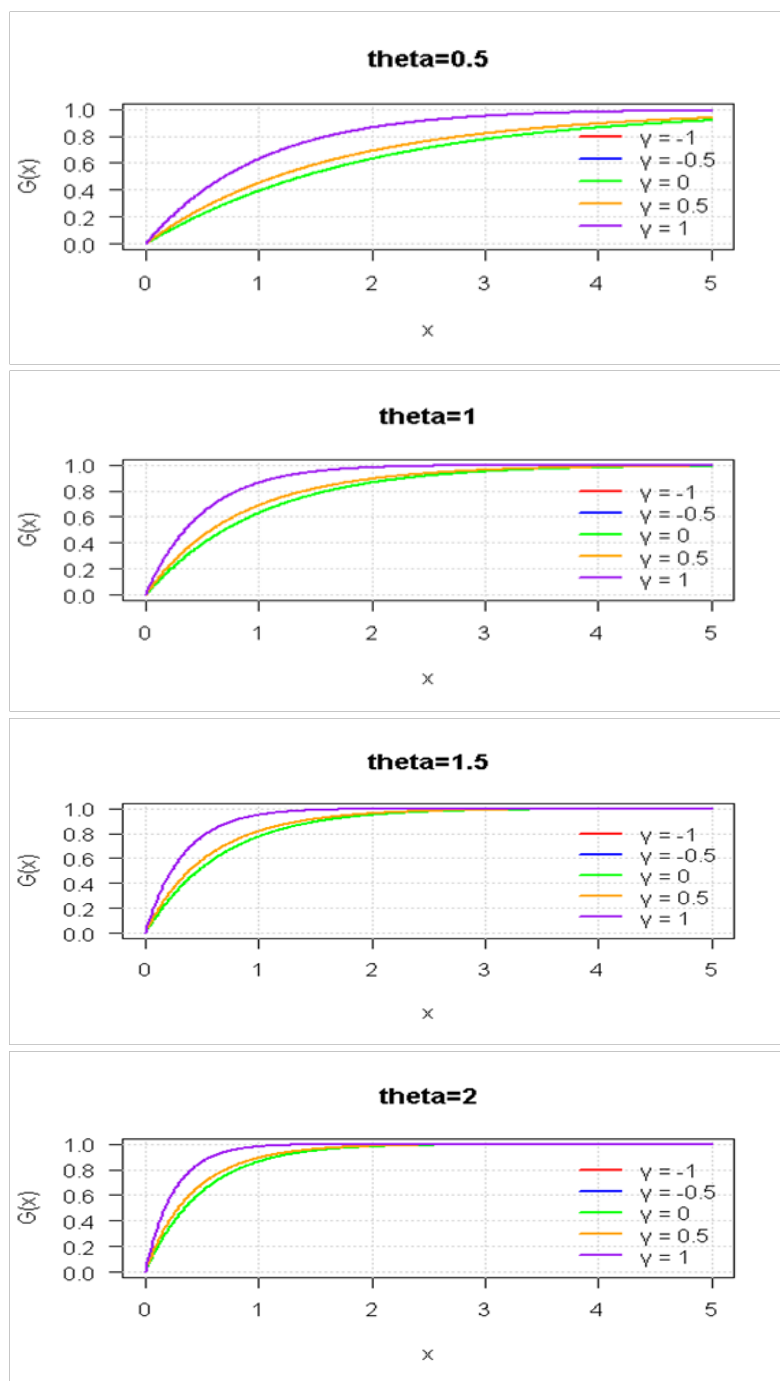 theta=0.5
G(x)
1.0
0.8
0.6
0.4
0.2
0.0
γ = -1
γ = -0.5
γ = 0
γ = 0.5
γ = 1
0 1 2 3 4 5
x
theta=1
G(x)
1.0
0.8
0.6
0.4
0.2
0.0
γ = -1
γ = -0.5
γ = 0
γ = 0.5
γ = 1
0 1 2 3 4 5
x
theta=1.5
G(x)
1.0
0.8
0.6
0.4
0.2
0.0
γ = -1
γ = -0.5
γ = 0
γ = 0.5
γ = 1
0 1 2 3 4 5
x
theta=2
G(x)
1.0
0.8
0.6
0.4
0.2
0.0
γ = -1
γ = -0.5
γ = 0
γ = 0.5
γ = 1
0 1 2 3 4 5
x